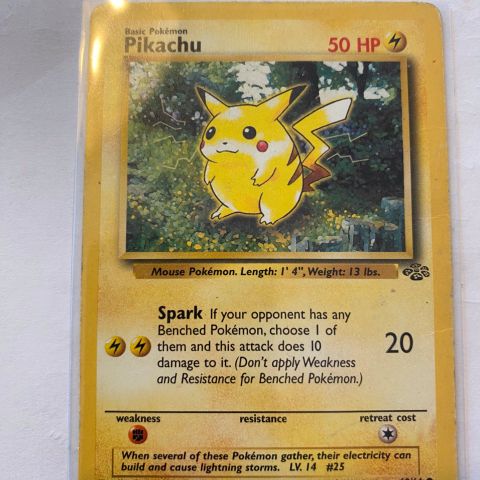 Basic Pokémon
Pikachu 50 HP
Mouse Pokémon. Length: 1' 4", Weight: 13 lbs.
Spark If your opponent has any
Benched Pokémon, choose 1 of
them and this attack does 10
damage to it. (Don't apply Weakness
and Resistance for Benched Pokémon.)
20
weakness resistance retreat cost
When several of these Pokémon gather, their electricity can
build and cause lightning storms. LV. 14 #25